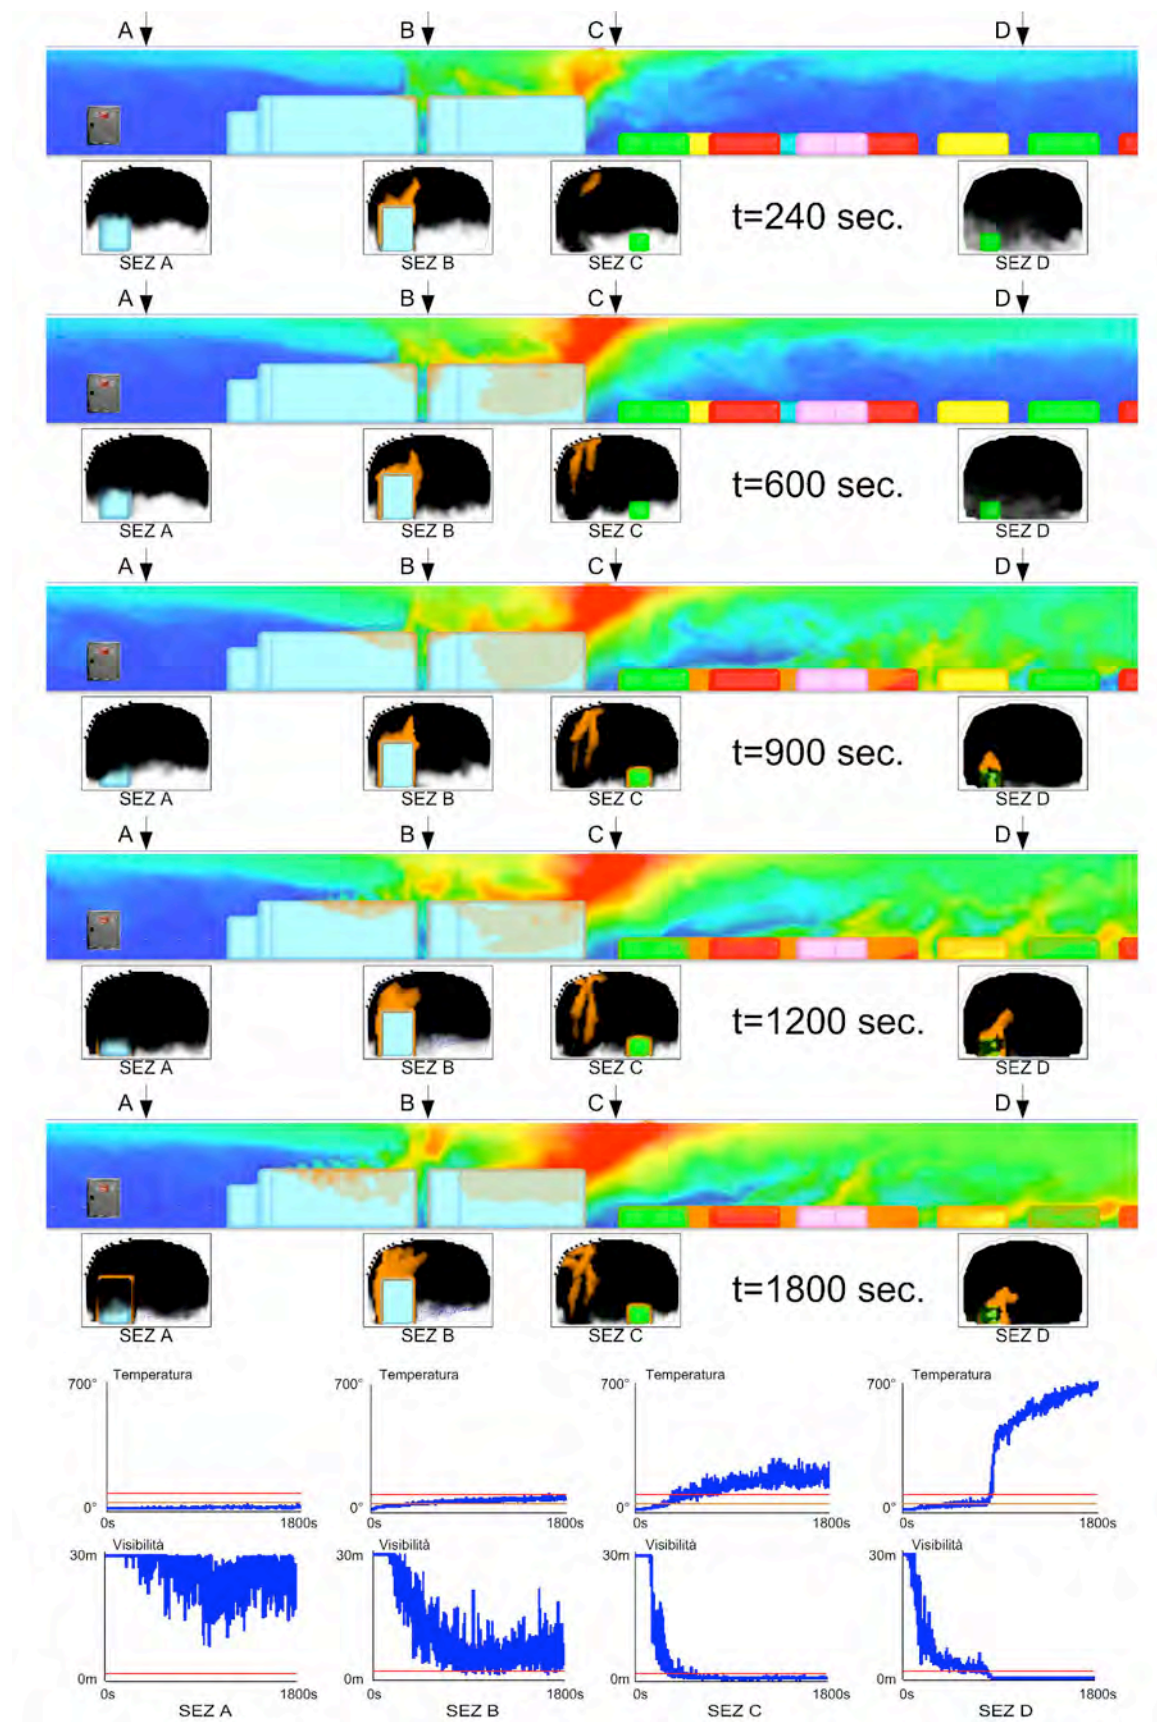 A B C D
SEZ A SEZ B SEZ C t=240 sec. SEZ D
A B C D
SEZ A SEZ B SEZ C t=600 sec. SEZ D
A B C D
SEZ A SEZ B SEZ C t=900 sec. SEZ D
A B C D
SEZ A SEZ B SEZ C t=1200 sec. SEZ D
A B C D
SEZ A SEZ B SEZ C t=1800 sec. SEZ D
Temperatura Temperatura Temperatura Temperatura
700° 700° 700° 700°
0° 0° 0° 0°
0s 1800s 0s 1800s 0s 1800s 0s 1800s
Visibilità Visibilità Visibilità Visibilità
30m 30m 30m 30m
0m 0m 0m 0m
0s 1800s 0s 1800s 0s 1800s 0s 1800s
SEZ A SEZ B SEZ C SEZ D